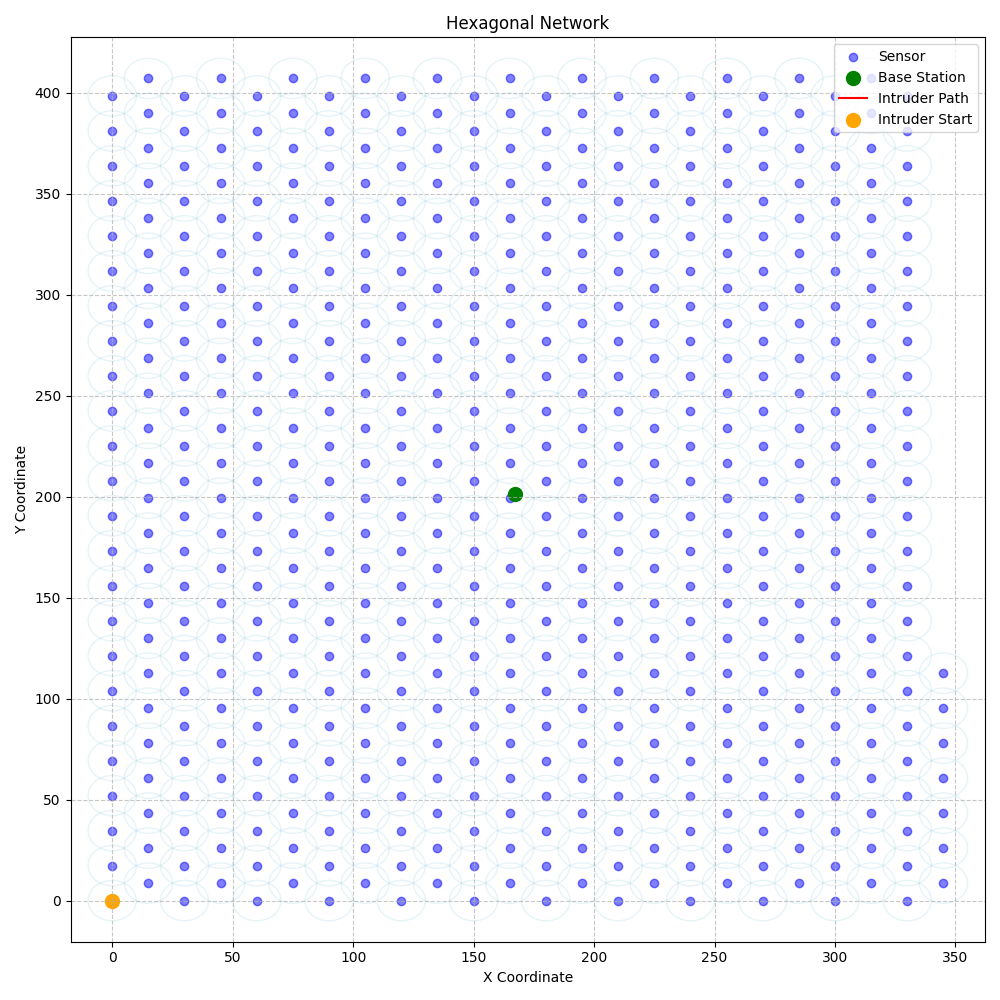 Hexagonal Network
Sensor
Base Station
Intruder Path
Intruder Start
400
350
300
250
200
150
100
50
0
Y Coordinate
0 50 100 150 200 250 300 350
X Coordinate